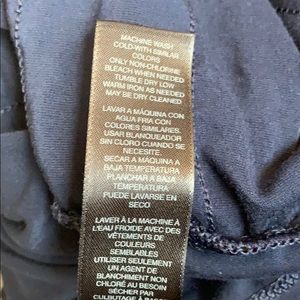 MACHINE WASH
COLD-WITH SIMILAR
COLORS
ONLY NON-CHLORINE
BLEACH WHEN NEEDED
TUMBLE DRY LOW
WARM IRON AS NEEDED
MAY BE DRY CLEANED
LAVAR A MÁQUINA CON
AGUA FRIA CON
COLORES SIMILARES.
USAR BLANQUEADOR
SIN CLORO CUANDO SE
NECESITE.
SECAR A MÁQUINA A
BAJA TEMPERATURA
PLANCHAR A BAJA
TEMPERATURA
PUEDE LAVARSE EN
SECO
LAVER À LA MACHINE À
L'EAU FROIDE AVEC DES
VÊTEMENTS DE
COULEURS
SEMBLABLES
UTILISER SEULEMENT
UN AGENT DE
BLANCHIMENT NON
CHLORÉ AU BESOIN
SÉCHER PAR
CULBUTAGE À BASSE